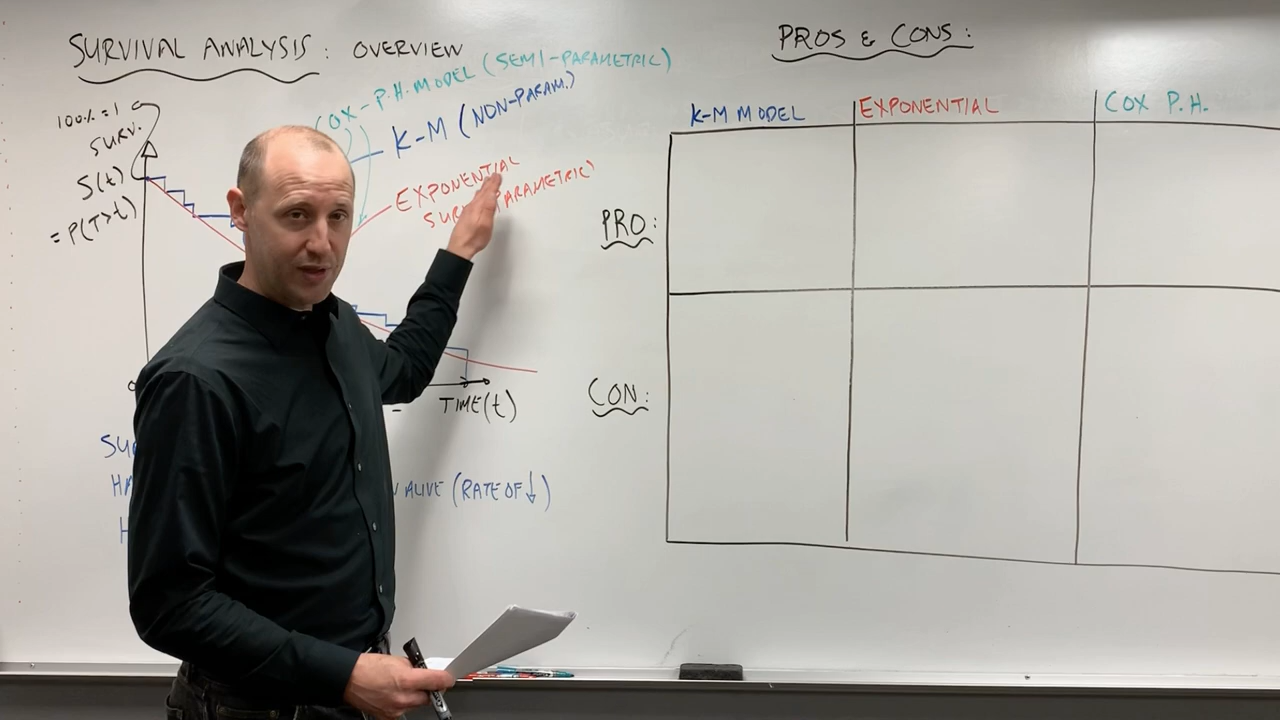 SURVIVAL ANALYSIS: OVERVIEW
COX-P.H. MODEL (SEMI-PARAMETRIC)
K-M (NON-PARAM.)
EXPONENTIAL
PARAMETRIC)
100% = 1
SURV.
S(t)
= P(T>t)
TIME(t)
ALIVE (RATE OF ↓)
PROS & CONS:
K-M MODEL EXPONENTIAL COX P.H.
PRO:
CON: